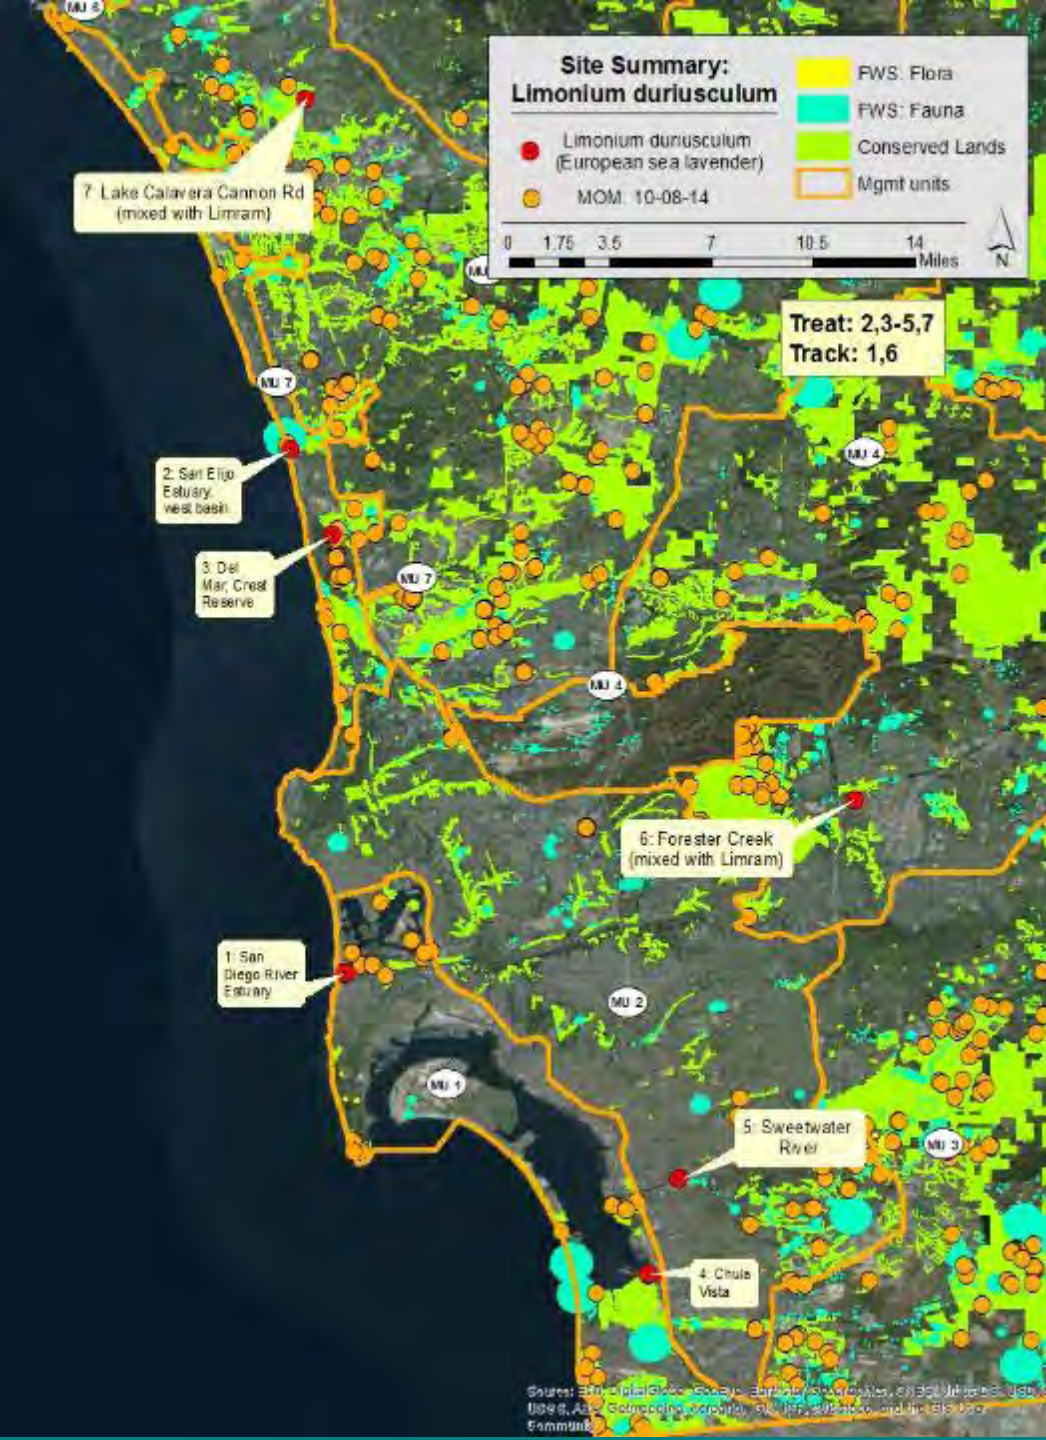 MU 6
Site Summary:
Limonium duriusculum
Limonium duriusculum
(European sea lavender)
MOM: 10-08-14
FWS: Flora
FWS: Fauna
Conserved Lands
Mgmt units
0 1.75 3.5 7 10.5 14
Miles
N
7: Lake Calavera Cannon Rd
(mixed with Limram)
MU
Treat: 2,3-5,7
Track: 1,6
MU 7
MU 4
2: San Elijo
Estuary,
west basin
3: Del
Mar, Crest
Reserve
MU 7
MU 4
6: Forester Creek
(mixed with Limram)
1: San
Diego River
Estuary
MU 2
MU 1
5: Sweetwater
River
MU 3
4: Chula
Vista